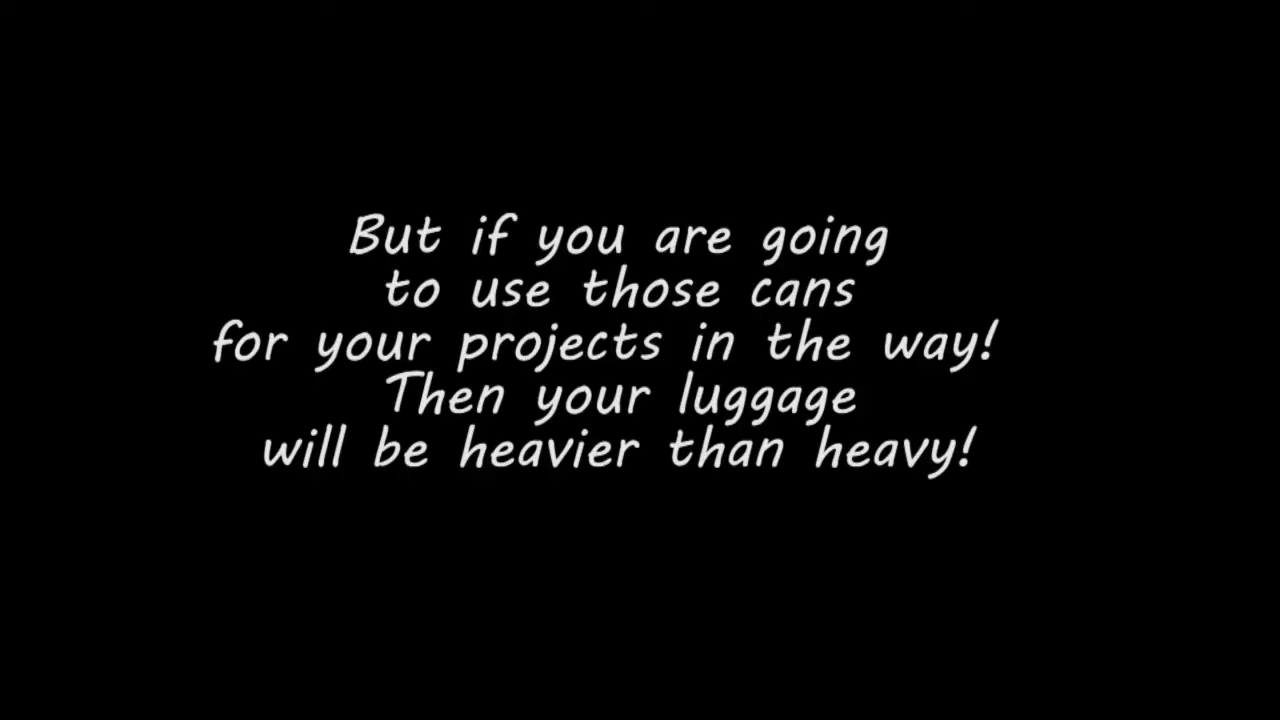 But if you are going
to use those cans
for your projects in the way!
Then your luggage
will be heavier than heavy!